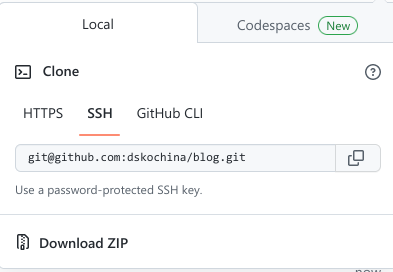 Local
Codespaces New
Clone
HTTPS SSH GitHub CLI
git@github.com:dskochina/blog.git
Use a password-protected SSH key.
Download ZIP